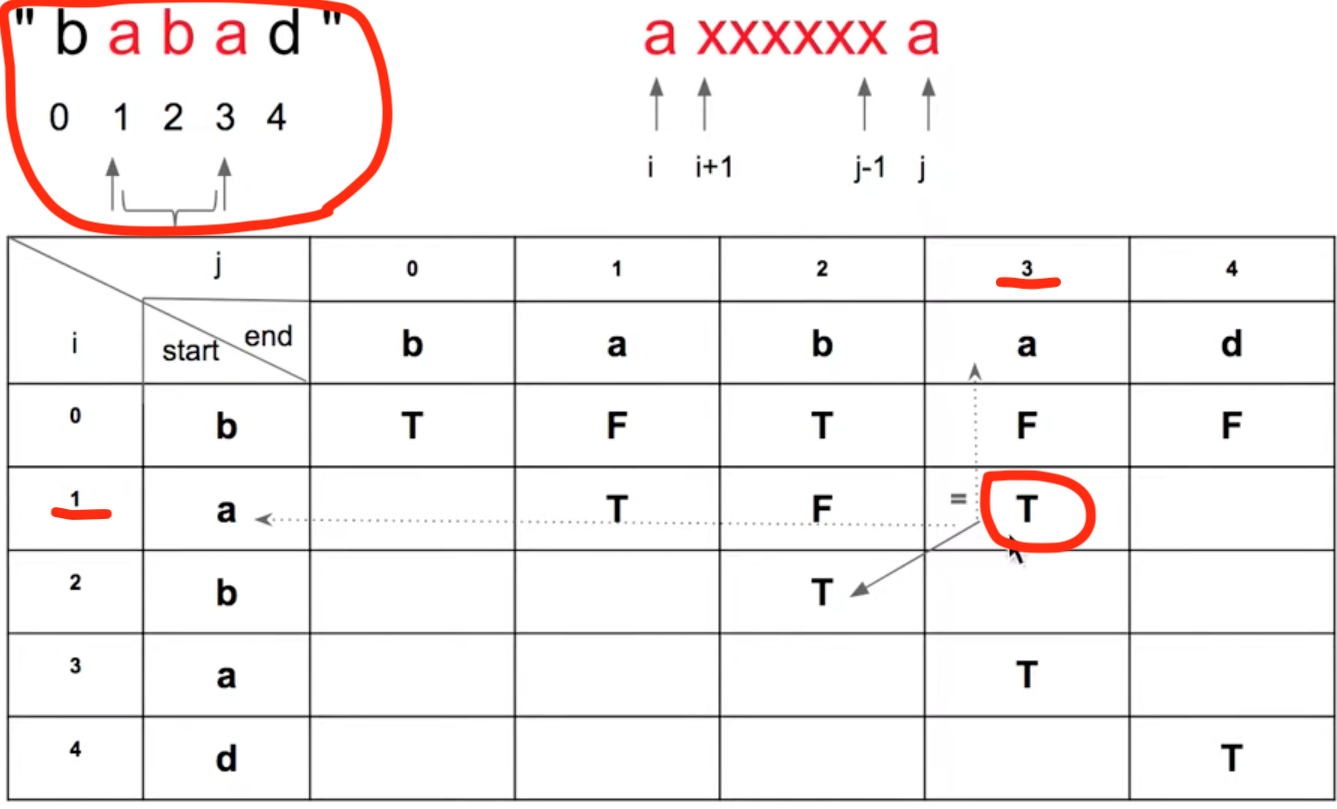 " b a b a d "
a xxxxxx a
0 1 2 3 4
i i+1 j-1 j
j 0 1 2 3 4
i start end b a b a d
0 b T F T F F
1 a T F = T
2 b T
3 a T
4 d T